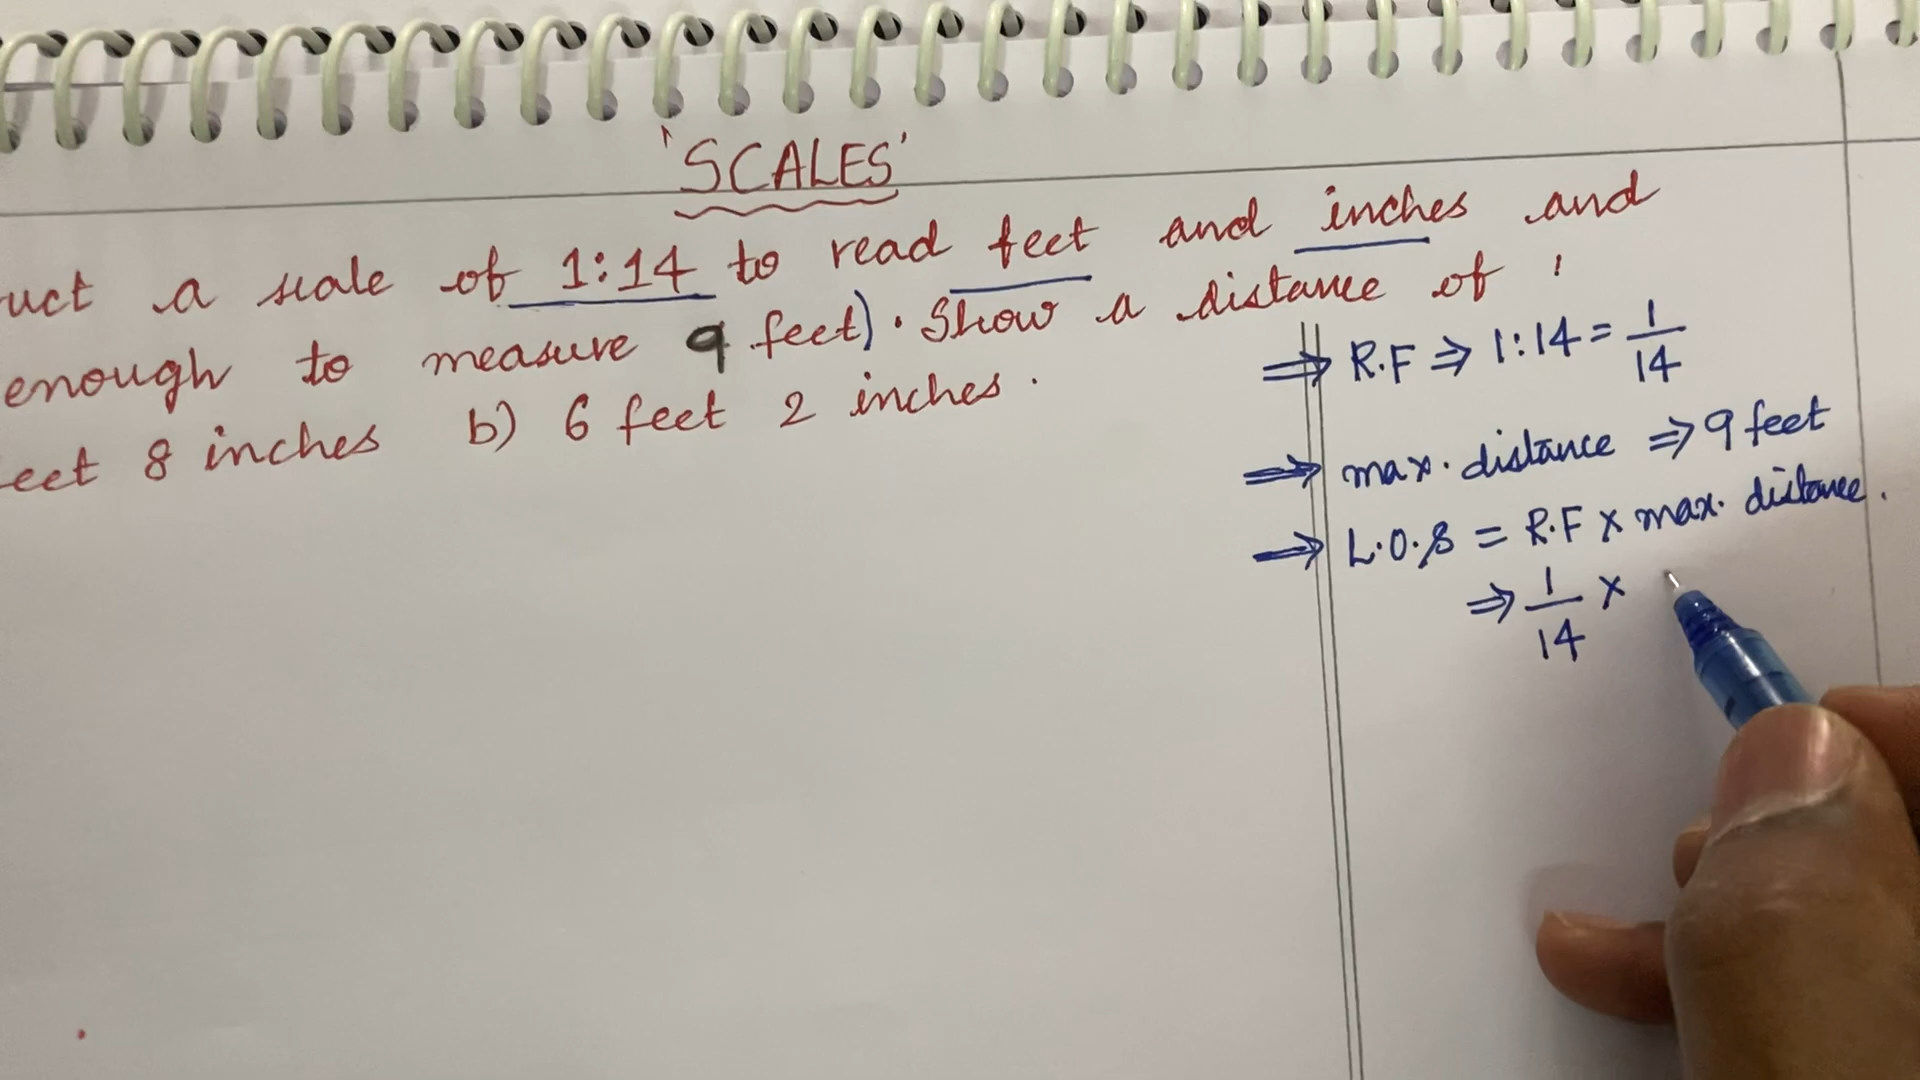 'SCALES'
uct a scale of 1:14 to read feet and inches and
enough to measure 9 feet). Show a distance of
eet 8 inches b) 6 feet 2 inches.
⇒ R.F ⇒ 1:14 = 1/14
⇒ max. distance ⇒ 9 feet
⇒ L.O.S = R.F x max. distance.
⇒ 1/14 x